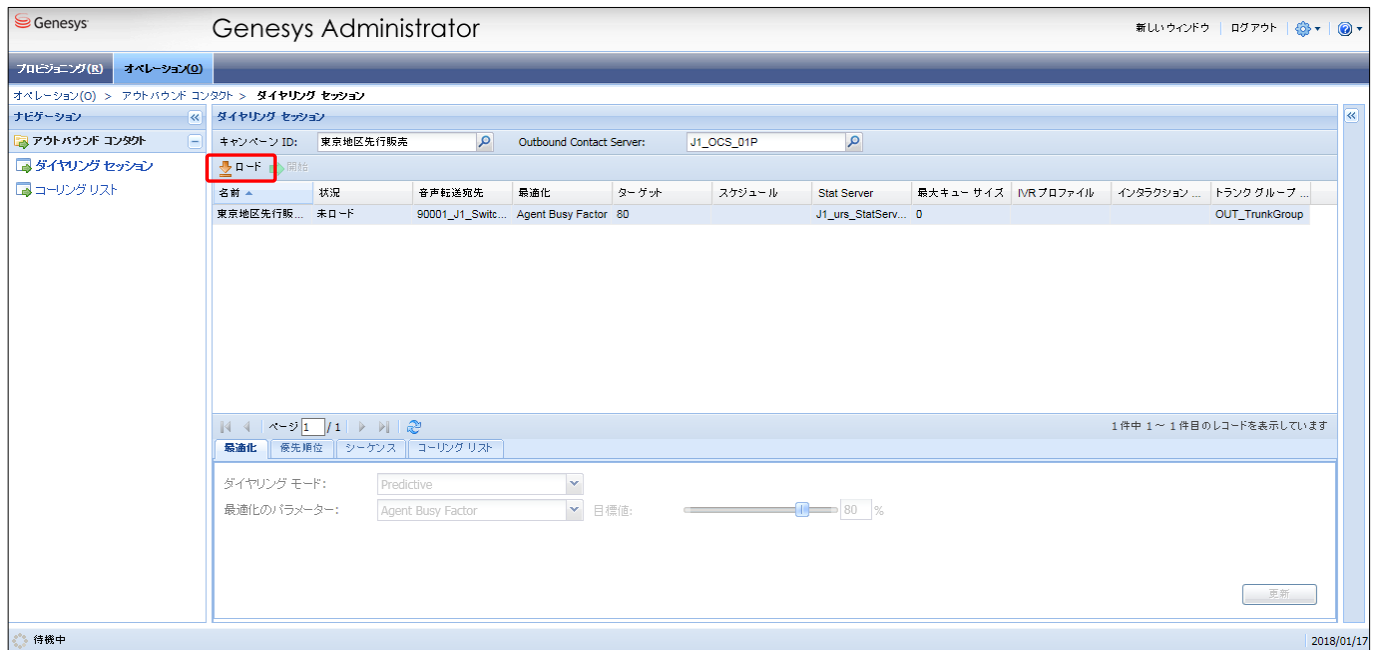 Genesys
Genesys Administrator
新しいウィンドウ ログアウト
プロビジョニング(R) オペレーション(O)
オペレーション(O) > アウトバウンド コンタクト > ダイヤリング セッション
ナビゲーション
アウトバウンド コンタクト
ダイヤリング セッション
コーリング リスト
ダイヤリング セッション
キャンペーン ID: 東京地区先行販売 Outbound Contact Server: J1_OCS_01P
ロード 開始
名前 状況 音声転送宛先 最適化 ターゲット スケジュール Stat Server 最大キュー サイズ IVR プロファイル インタラクション ... トランク グループ ...
東京地区先行販... 未ロード 90001_J1_Switc... Agent Busy Factor 80 J1_urs_StatServ... 0 OUT_TrunkGroup
ページ 1 / 1 1 件中 1 ～ 1 件目のレコードを表示しています
最適化 優先順位 シーケンス コーリング リスト
ダイヤリング モード: Predictive
最適化のパラメーター: Agent Busy Factor 目標値: 80 %
更新
待機中 2018/01/17